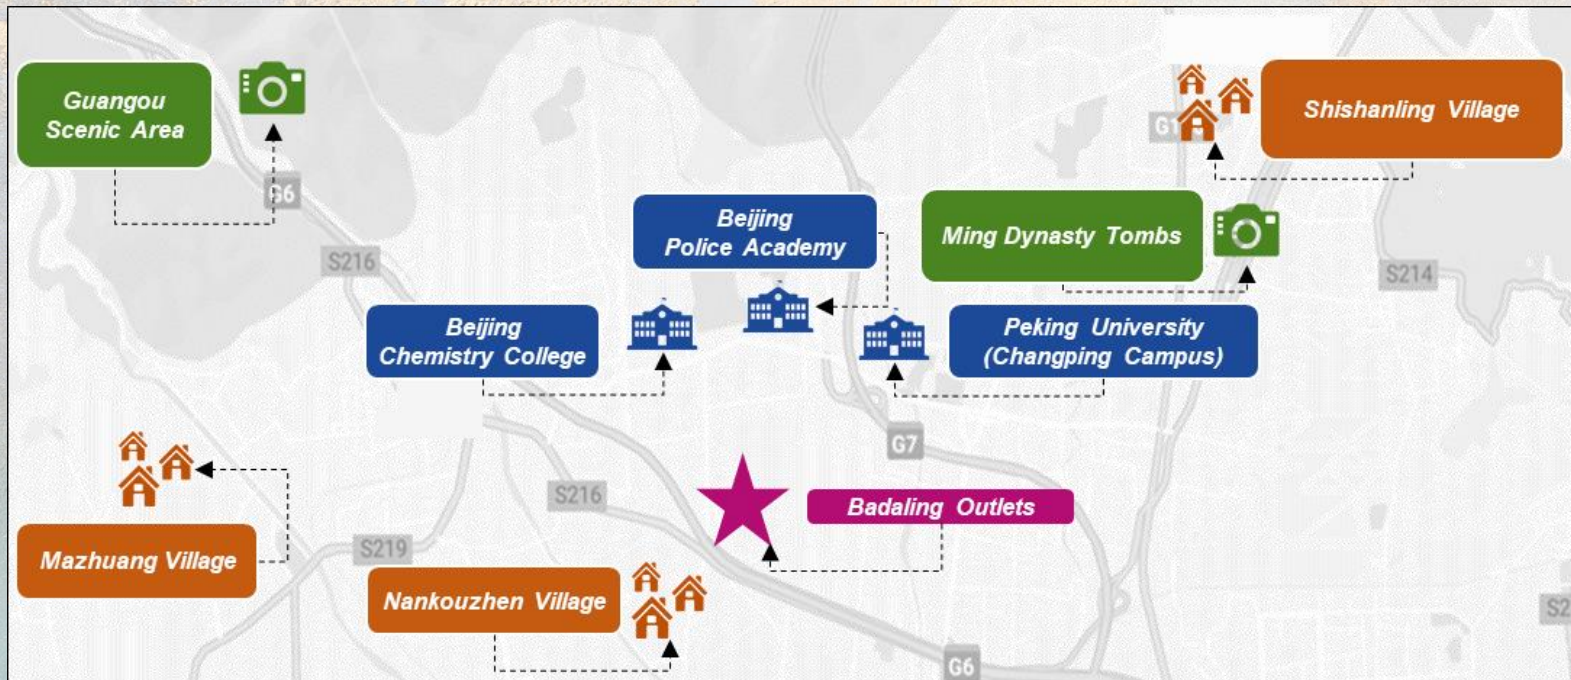 Guangou
Scenic Area
Shishanling Village
G6
Beijing
Police Academy
Ming Dynasty Tombs
S216
S214
Beijing
Chemistry College
Peking University
(Changping Campus)
G7
S216
Badaling Outlets
Mazhuang Village
S219
Nankouzhen Village
G6